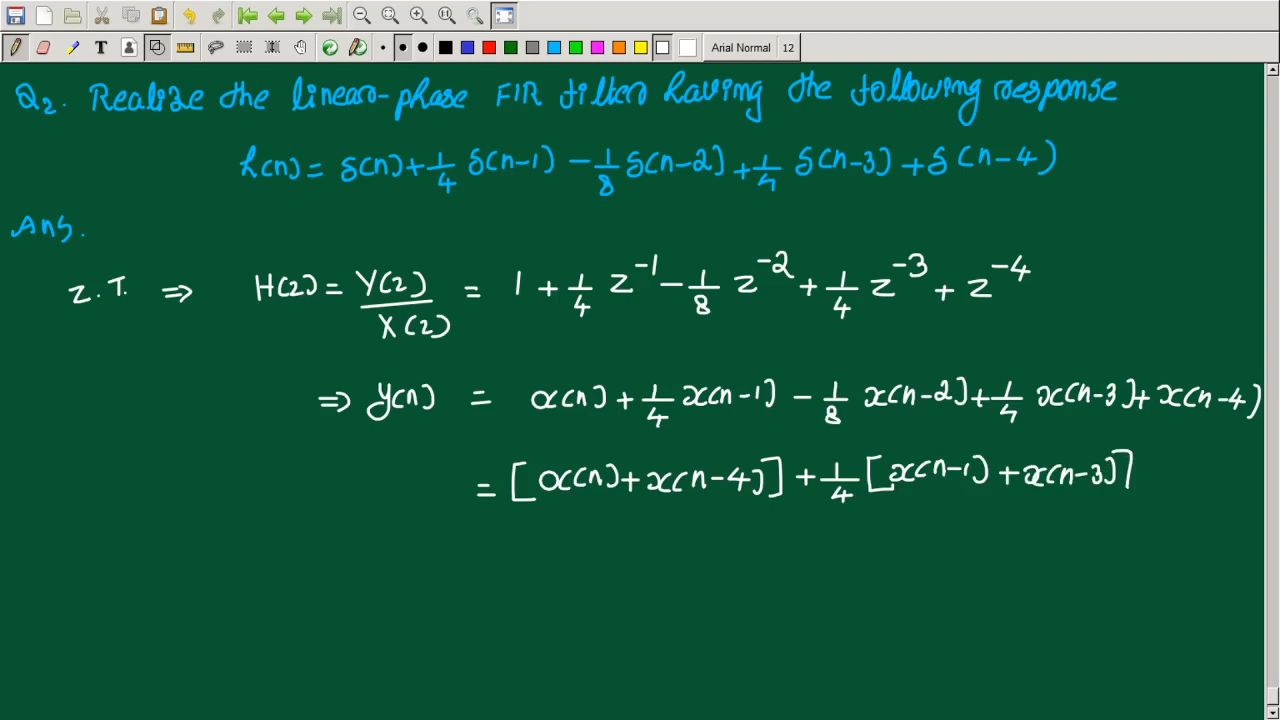 T Arial Normal 12
Q2. Realize the linear-phase FIR filter having the following response
h(n) = δ(n) + 1/4 δ(n-1) - 1/8 δ(n-2) + 1/4 δ(n-3) + δ(n-4)
Ans.
Z.T. ⇒ H(z) = Y(z)/X(z) = 1 + 1/4 z^-1 - 1/8 z^-2 + 1/4 z^-3 + z^-4
⇒ y(n) = x(n) + 1/4 x(n-1) - 1/8 x(n-2) + 1/4 x(n-3) + x(n-4)
= [x(n) + x(n-4)] + 1/4 [x(n-1) + x(n-3)]